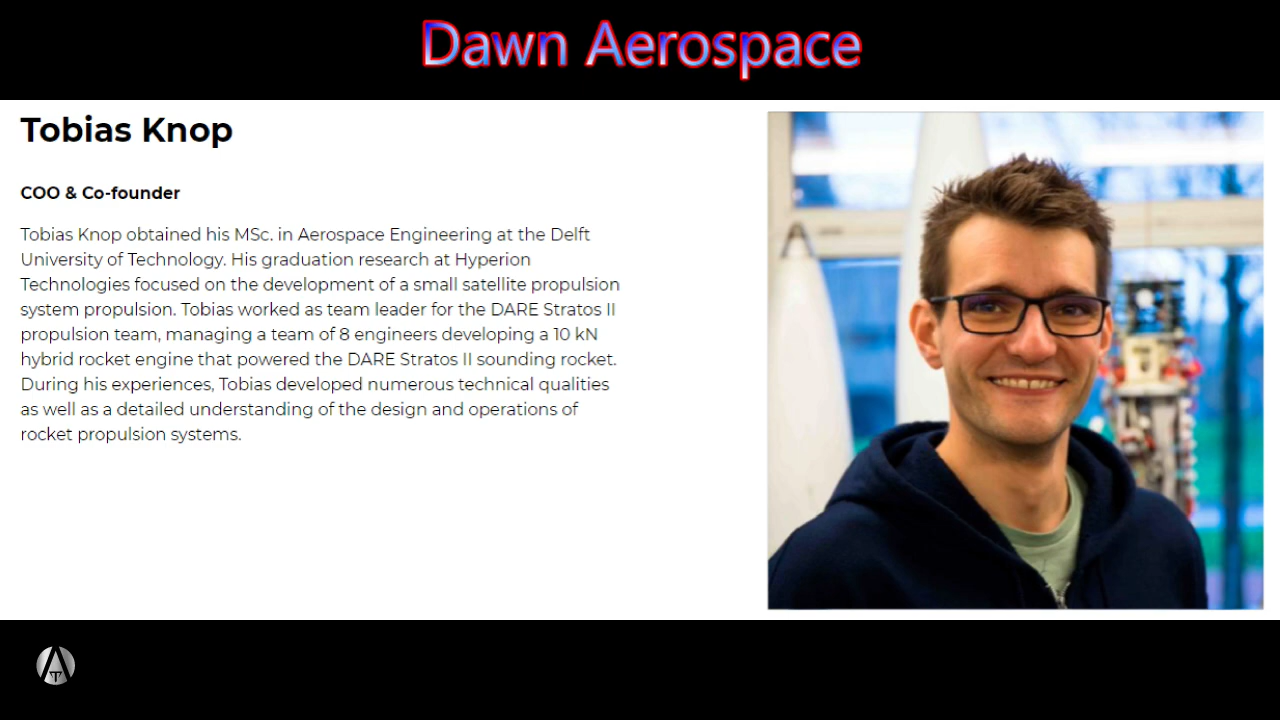 Dawn Aerospace
Tobias Knop
COO & Co-founder
Tobias Knop obtained his MSc. in Aerospace Engineering at the Delft
University of Technology. His graduation research at Hyperion
Technologies focused on the development of a small satellite propulsion
system propulsion. Tobias worked as team leader for the DARE Stratos II
propulsion team, managing a team of 8 engineers developing a 10 kN
hybrid rocket engine that powered the DARE Stratos II sounding rocket.
During his experiences, Tobias developed numerous technical qualities
as well as a detailed understanding of the design and operations of
rocket propulsion systems.